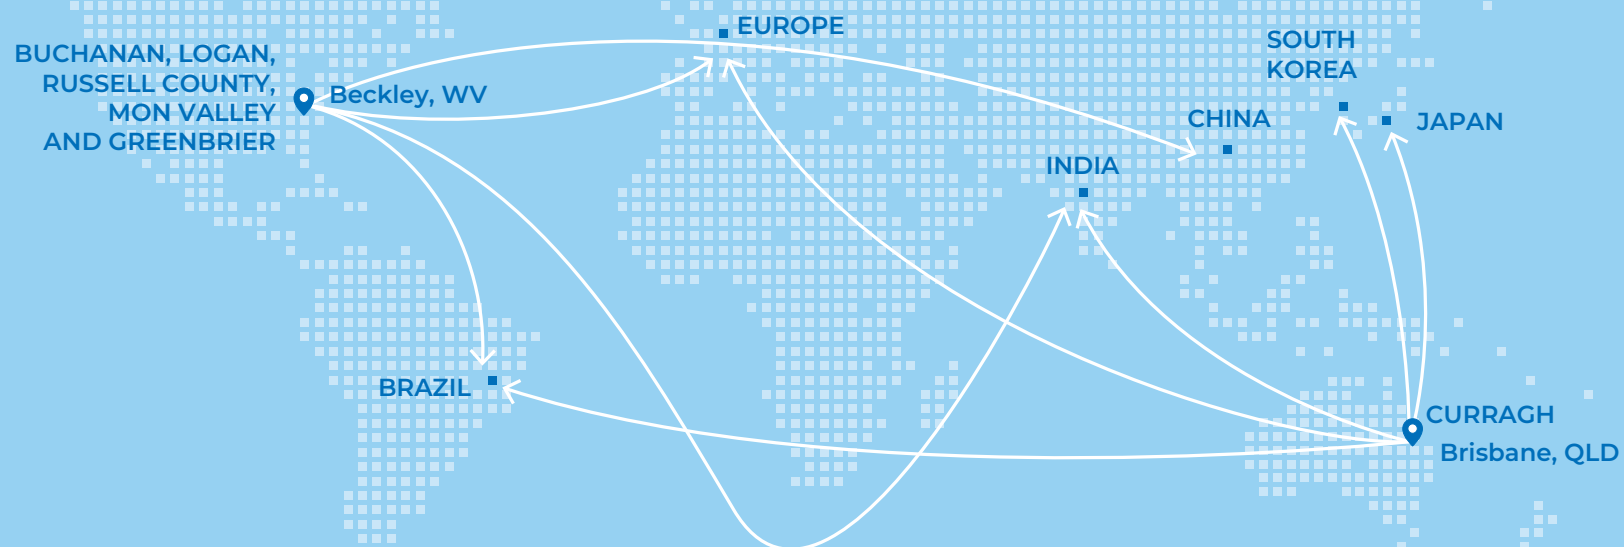 BUCHANAN, LOGAN,
RUSSELL COUNTY,
MON VALLEY
AND GREENBRIER
Beckley, WV
EUROPE
SOUTH
KOREA
CHINA
JAPAN
INDIA
BRAZIL
CURRAGH
Brisbane, QLD